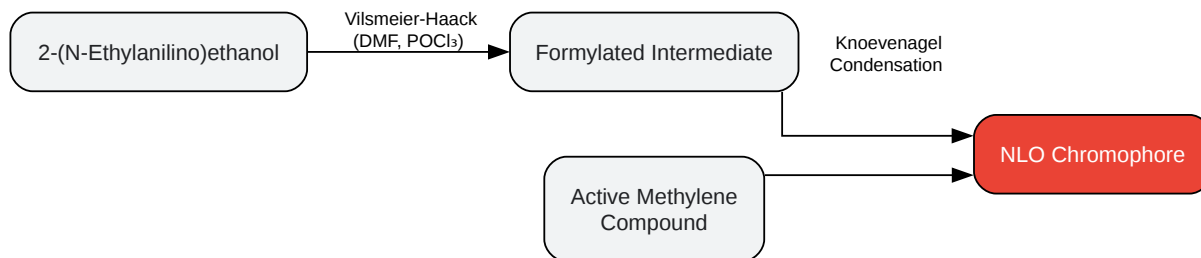 2-(N-Ethylanilino)ethanol
Vilsmeier-Haack
(DMF, POCl₃)
Formylated Intermediate
Knoevenagel
Condensation
NLO Chromophore
Active Methylene
Compound